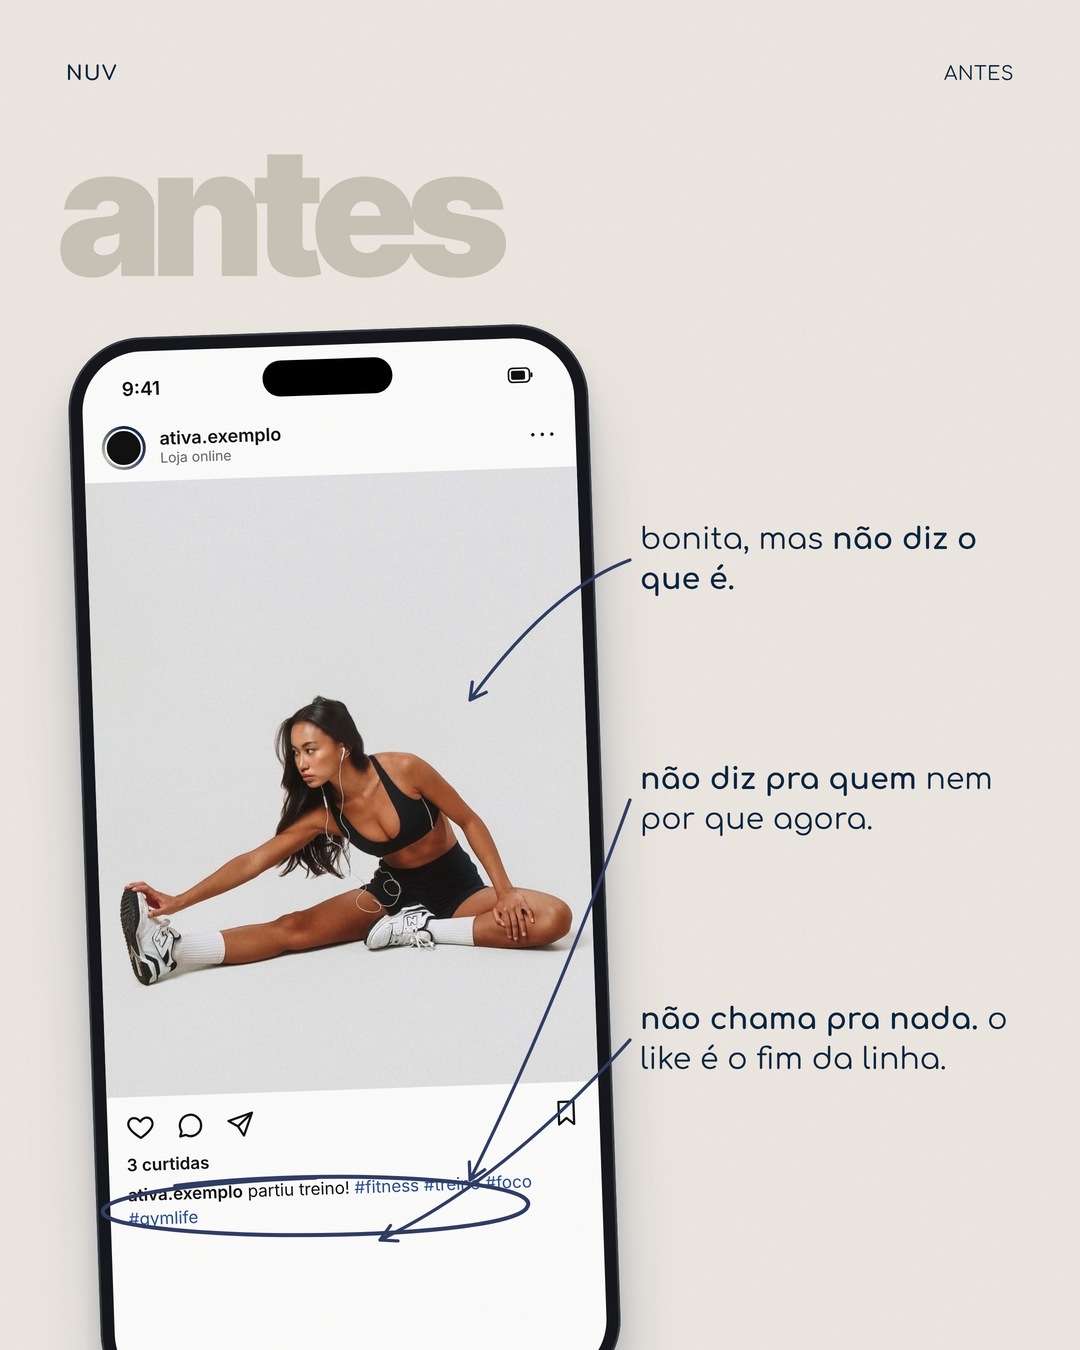 NUV
ANTES
antes
9:41
ativa.exemplo
Loja online
bonita, mas não diz o
que é.
não diz pra quem nem
por que agora.
não chama pra nada. o
like é o fim da linha.
3 curtidas
ativa.exemplo partiu treino! #fitness #treino #foco
#gymlife